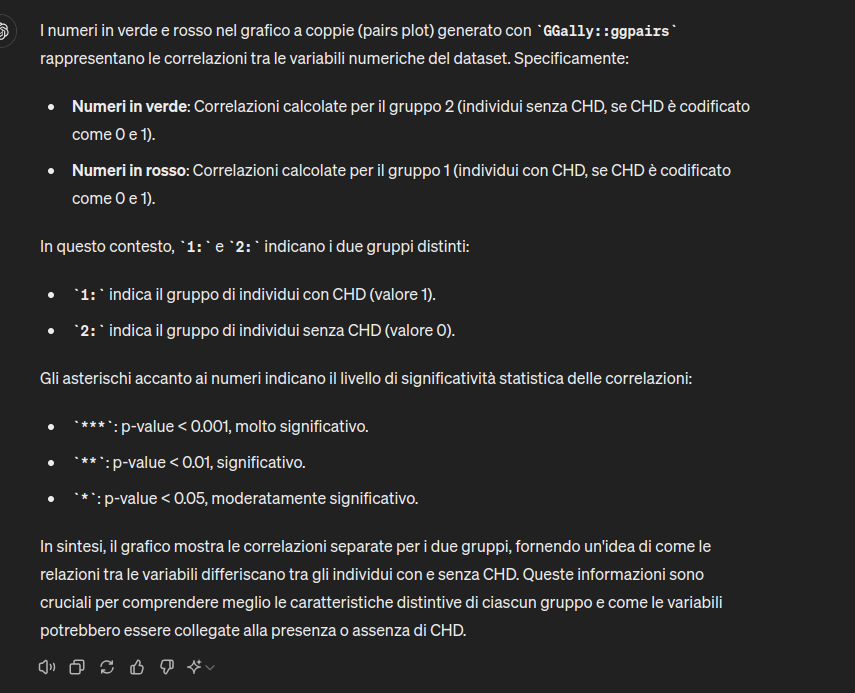 I numeri in verde e rosso nel grafico a coppie (pairs plot) generato con `GGally::ggpairs`
rappresentano le correlazioni tra le variabili numeriche del dataset. Specificamente:
• Numeri in verde: Correlazioni calcolate per il gruppo 2 (individui senza CHD, se CHD è codificato
come 0 e 1).
• Numeri in rosso: Correlazioni calcolate per il gruppo 1 (individui con CHD, se CHD è codificato
come 0 e 1).
In questo contesto, `1:` e `2:` indicano i due gruppi distinti:
• `1:` indica il gruppo di individui con CHD (valore 1).
• `2:` indica il gruppo di individui senza CHD (valore 0).
Gli asterischi accanto ai numeri indicano il livello di significatività statistica delle correlazioni:
• `***`: p-value < 0.001, molto significativo.
• `**`: p-value < 0.01, significativo.
• `*`: p-value < 0.05, moderatamente significativo.
In sintesi, il grafico mostra le correlazioni separate per i due gruppi, fornendo un'idea di come le
relazioni tra le variabili differiscano tra gli individui con e senza CHD. Queste informazioni sono
cruciali per comprendere meglio le caratteristiche distintive di ciascun gruppo e come le variabili
potrebbero essere collegate alla presenza o assenza di CHD.